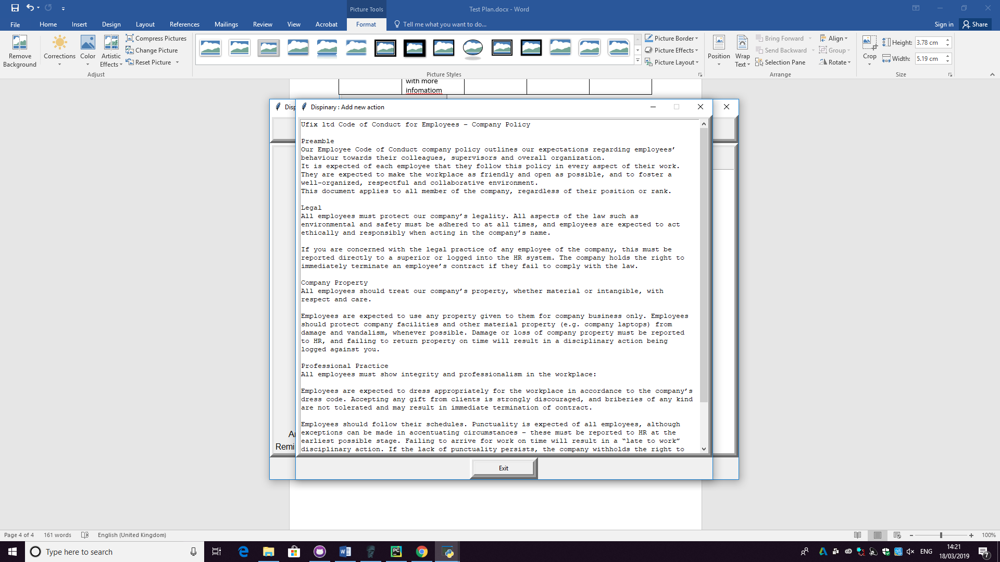 Picture Tools
Test Plan.docx - Word
File Home Insert Design Layout References Mailings Review View Acrobat Format Tell me what you want to do... Sign in Share
Remove Background
Corrections
Color
Artistic Effects
Compress Pictures
Change Picture
Reset Picture
Adjust
Picture Styles
Picture Border
Picture Effects
Picture Layout
Position
Wrap Text
Bring Forward
Send Backward
Selection Pane
Align
Group
Rotate
Arrange
Crop
Height: 3.78 cm
Width: 5.19 cm
Size
with more
infomatiom
Disp
Dispinary : Add new action
Ufix ltd Code of Conduct for Employees – Company Policy
Preamble
Our Employee Code of Conduct company policy outlines our expectations regarding employees’
behaviour towards their colleagues, supervisors and overall organization.
It is expected of each employee that they follow this policy in every aspect of their work.
They are expected to make the workplace as friendly and open as possible, and to foster a
well-organized, respectful and collaborative environment.
This document applies to all member of the company, regardless of their position or rank.
Legal
All employees must protect our company’s legality. All aspects of the law such as
environmental and safety must be adhered to at all times, and employees are expected to act
ethically and responsibly when acting in the company’s name.
If you are concerned with the legal practice of any employee of the company, this must be
reported directly to a superior or logged into the HR system. The company holds the right to
immediately terminate an employee’s contract if they fail to comply with the law.
Company Property
All employees should treat our company’s property, whether material or intangible, with
respect and care.
Employees are expected to use any property given to them for company business only. Employees
should protect company facilities and other material property (e.g. company laptops) from
damage and vandalism, whenever possible. Damage or loss of company property must be reported
to HR, and failing to return property on time will result in a disciplinary action being
logged against you.
Professional Practice
All employees must show integrity and professionalism in the workplace:
Employees are expected to dress appropriately for the workplace in accordance to the company’s
dress code. Accepting any gift from clients is strongly discouraged, and briberies of any kind
are not tolerated and may result in immediate termination of contract.
Employees should follow their schedules. Punctuality is expected of all employees, although
exceptions can be made in accentuating circumstances – these must be reported to HR at the
earliest possible stage. Failing to arrive for work on time will result in a “late to work”
disciplinary action. If the lack of punctuality persists, the company withholds the right to
Remi
Exit
Page 4 of 4 161 words English (United Kingdom) 100%
Type here to search
ENG
14:21
18/03/2019
7